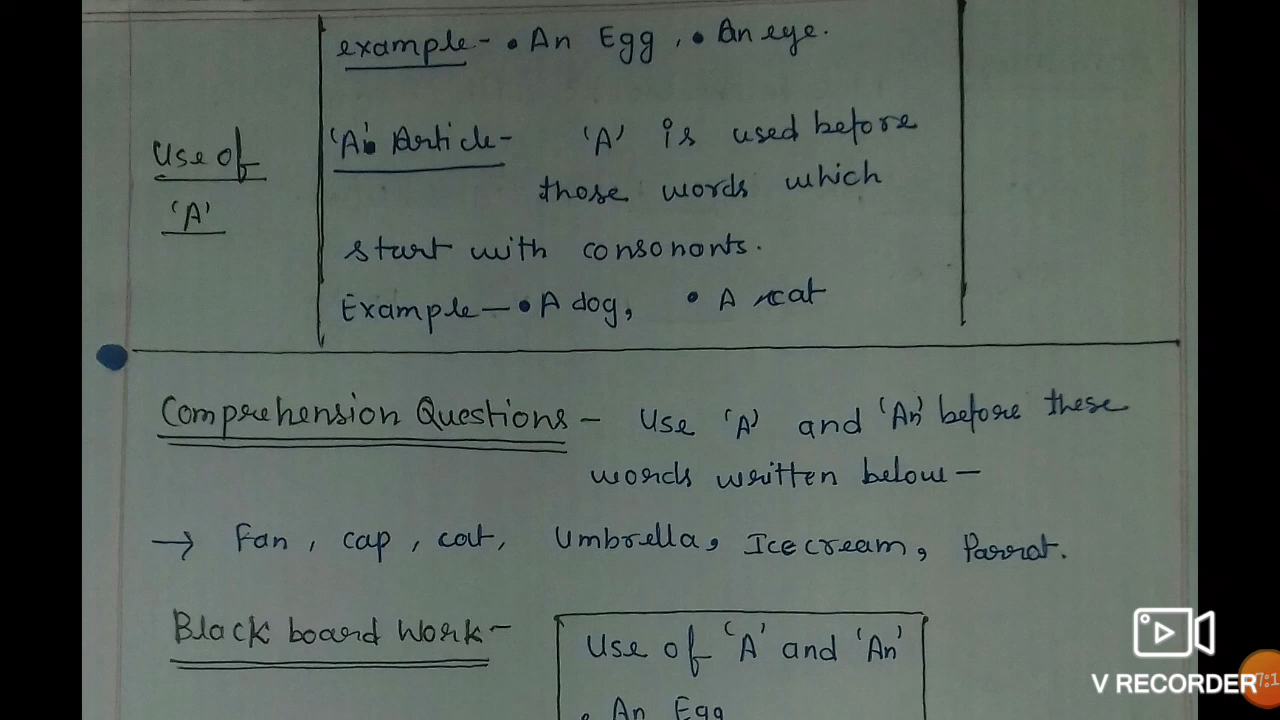 example- • An Egg, • An eye.
Use of
'A'
'A' Article- 'A' is used before
those words which
start with consononts.
Example- • A dog, • A cat
Comprehension Questions - Use 'A' and 'An' before these
words written below-
→ Fan, cap, cat, Umbrella, Ice cream, Parrot.
Black board Work-
Use of 'A' and 'An'
• An Egg
V RECORDER